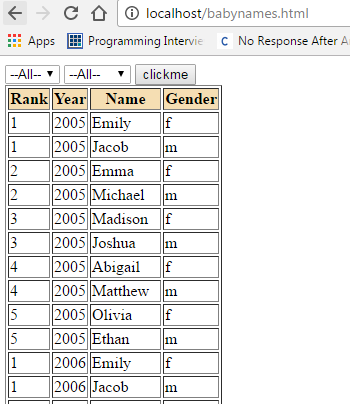 localhost/babynames.html
Apps Programming Intervie C No Response After A
--All-- --All-- clickme
Rank Year Name Gender
1 2005 Emily f
1 2005 Jacob m
2 2005 Emma f
2 2005 Michael m
3 2005 Madison f
3 2005 Joshua m
4 2005 Abigail f
4 2005 Matthew m
5 2005 Olivia f
5 2005 Ethan m
1 2006 Emily f
1 2006 Jacob m